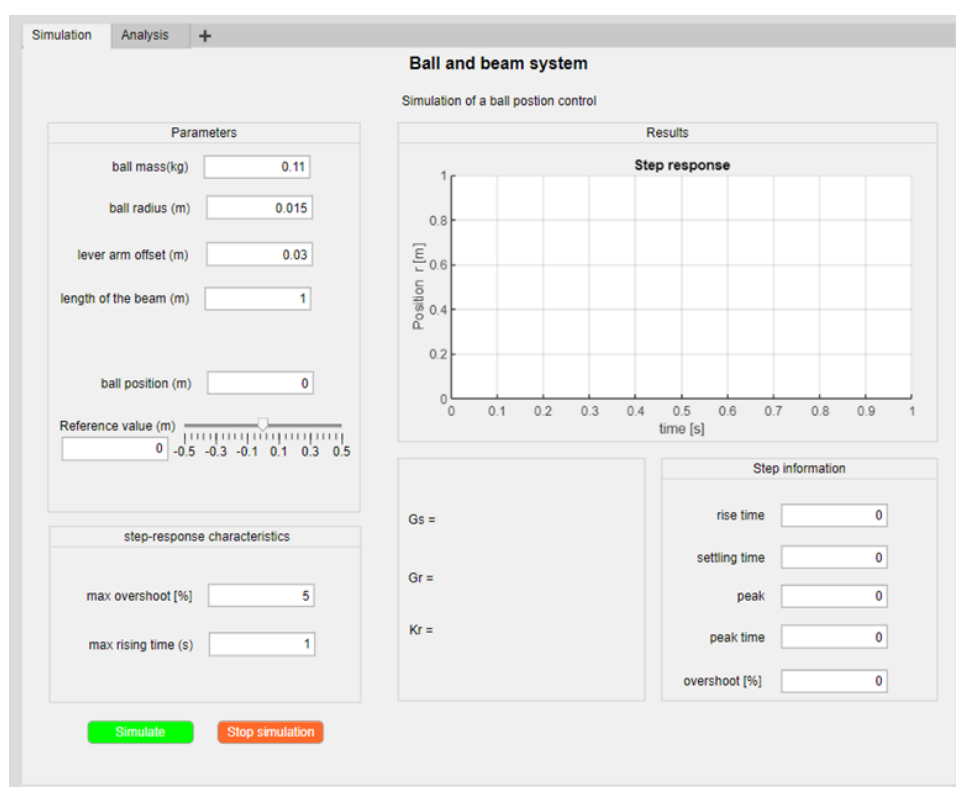 Simulation Analysis +
Ball and beam system
Simulation of a ball postion control
Parameters
ball mass(kg) 0.11
ball radius (m) 0.015
lever arm offset (m) 0.03
length of the beam (m) 1
ball position (m) 0
Reference value (m)
0
-0.5 -0.3 -0.1 0.1 0.3 0.5
step-response characteristics
max overshoot [%] 5
max rising time (s) 1
Simulate Stop simulation
Results
Step response
Position r [m]
1
0.8
0.6
0.4
0.2
0
0 0.1 0.2 0.3 0.4 0.5 0.6 0.7 0.8 0.9 1
time [s]
Gs =
Gr =
Kr =
Step information
rise time 0
settling time 0
peak 0
peak time 0
overshoot [%] 0